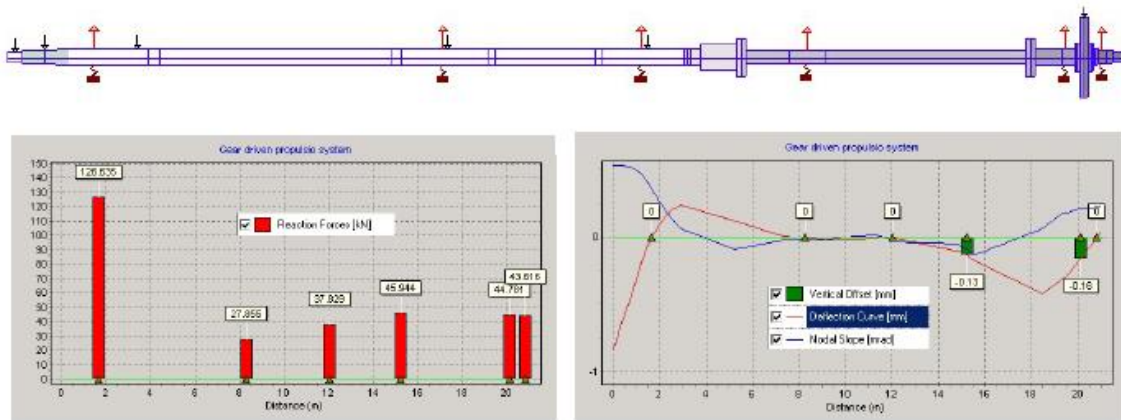 Gear driven propulsio system
150
140
130
120
110
100
90
80
70
60
50
40
30
20
10
0
126.635
27.855
37.829
45.944
44.781
43.616
Reaction Forces [kN]
0 2 4 6 8 10 12 14 16 18 20
Distance (m)
Gear driven propulsio system
0
-1
0 0 0 0
-0.13
-0.16
Vertical Offset [mm]
Deflection Curve [mm]
Nodal Slope [mrad]
0 2 4 6 8 10 12 14 16 18 20
Distance (m)